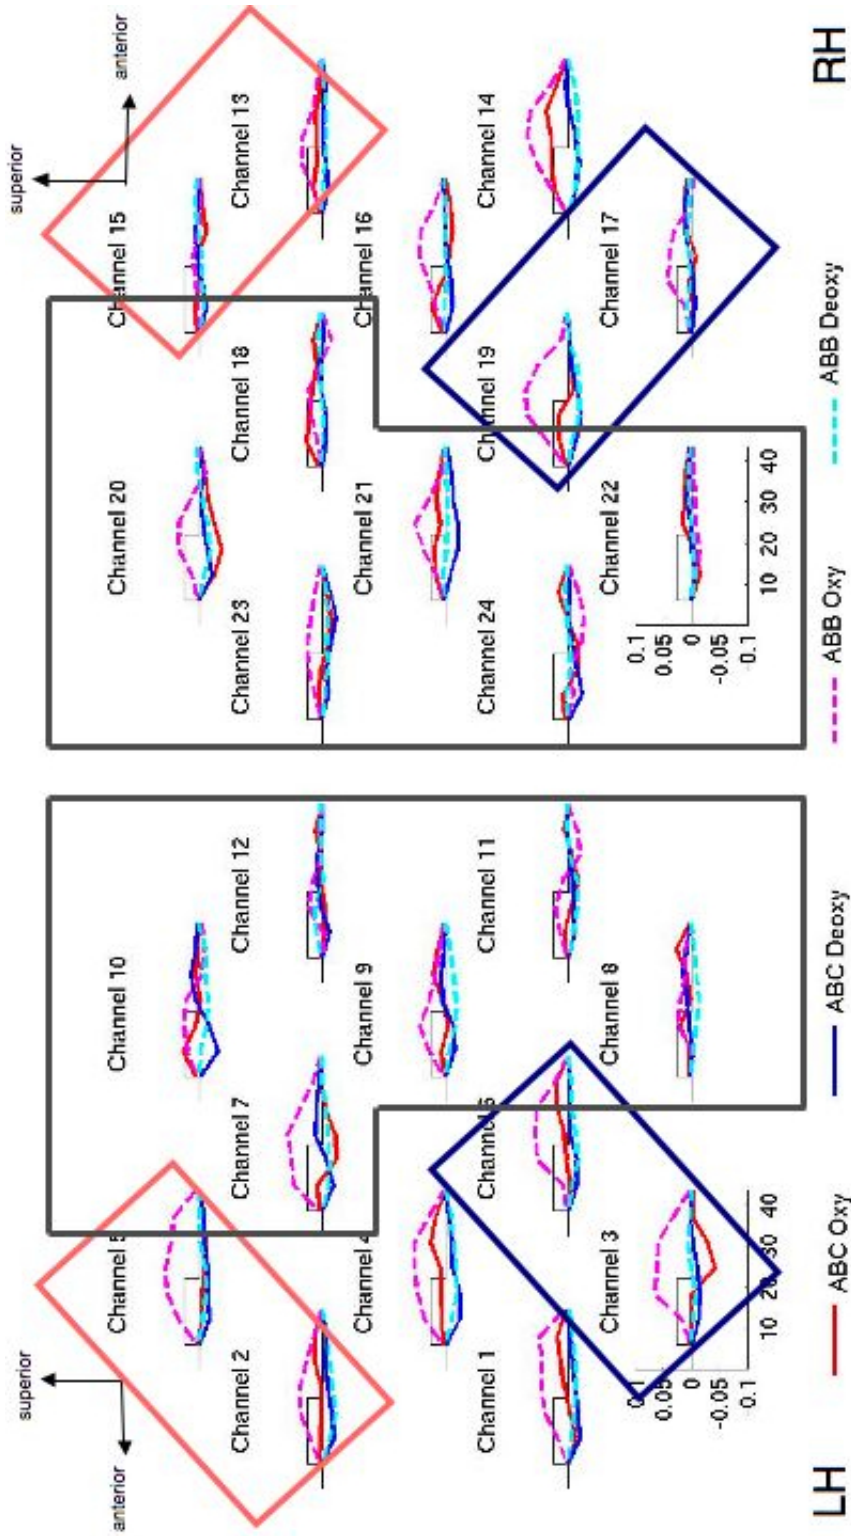 superior
superior
anterior
Channel 5
Channel 10
Channel 20
Channel 15
anterior
Channel 2
Channel 7
Channel 12
Channel 23
Channel 18
Channel 13
Channel 4
Channel 9
Channel 21
Channel 16
Channel 1
Channel 6
Channel 11
Channel 24
Channel 19
Channel 14
Channel 3
Channel 8
Channel 22
Channel 17
0.1
0.05
0
-0.05
-0.1
10 20 30 40
0.1
0.05
0
-0.05
-0.1
10 20 30 40
LH
ABC Oxy
ABC Deoxy
ABB Oxy
ABB Deoxy
RH